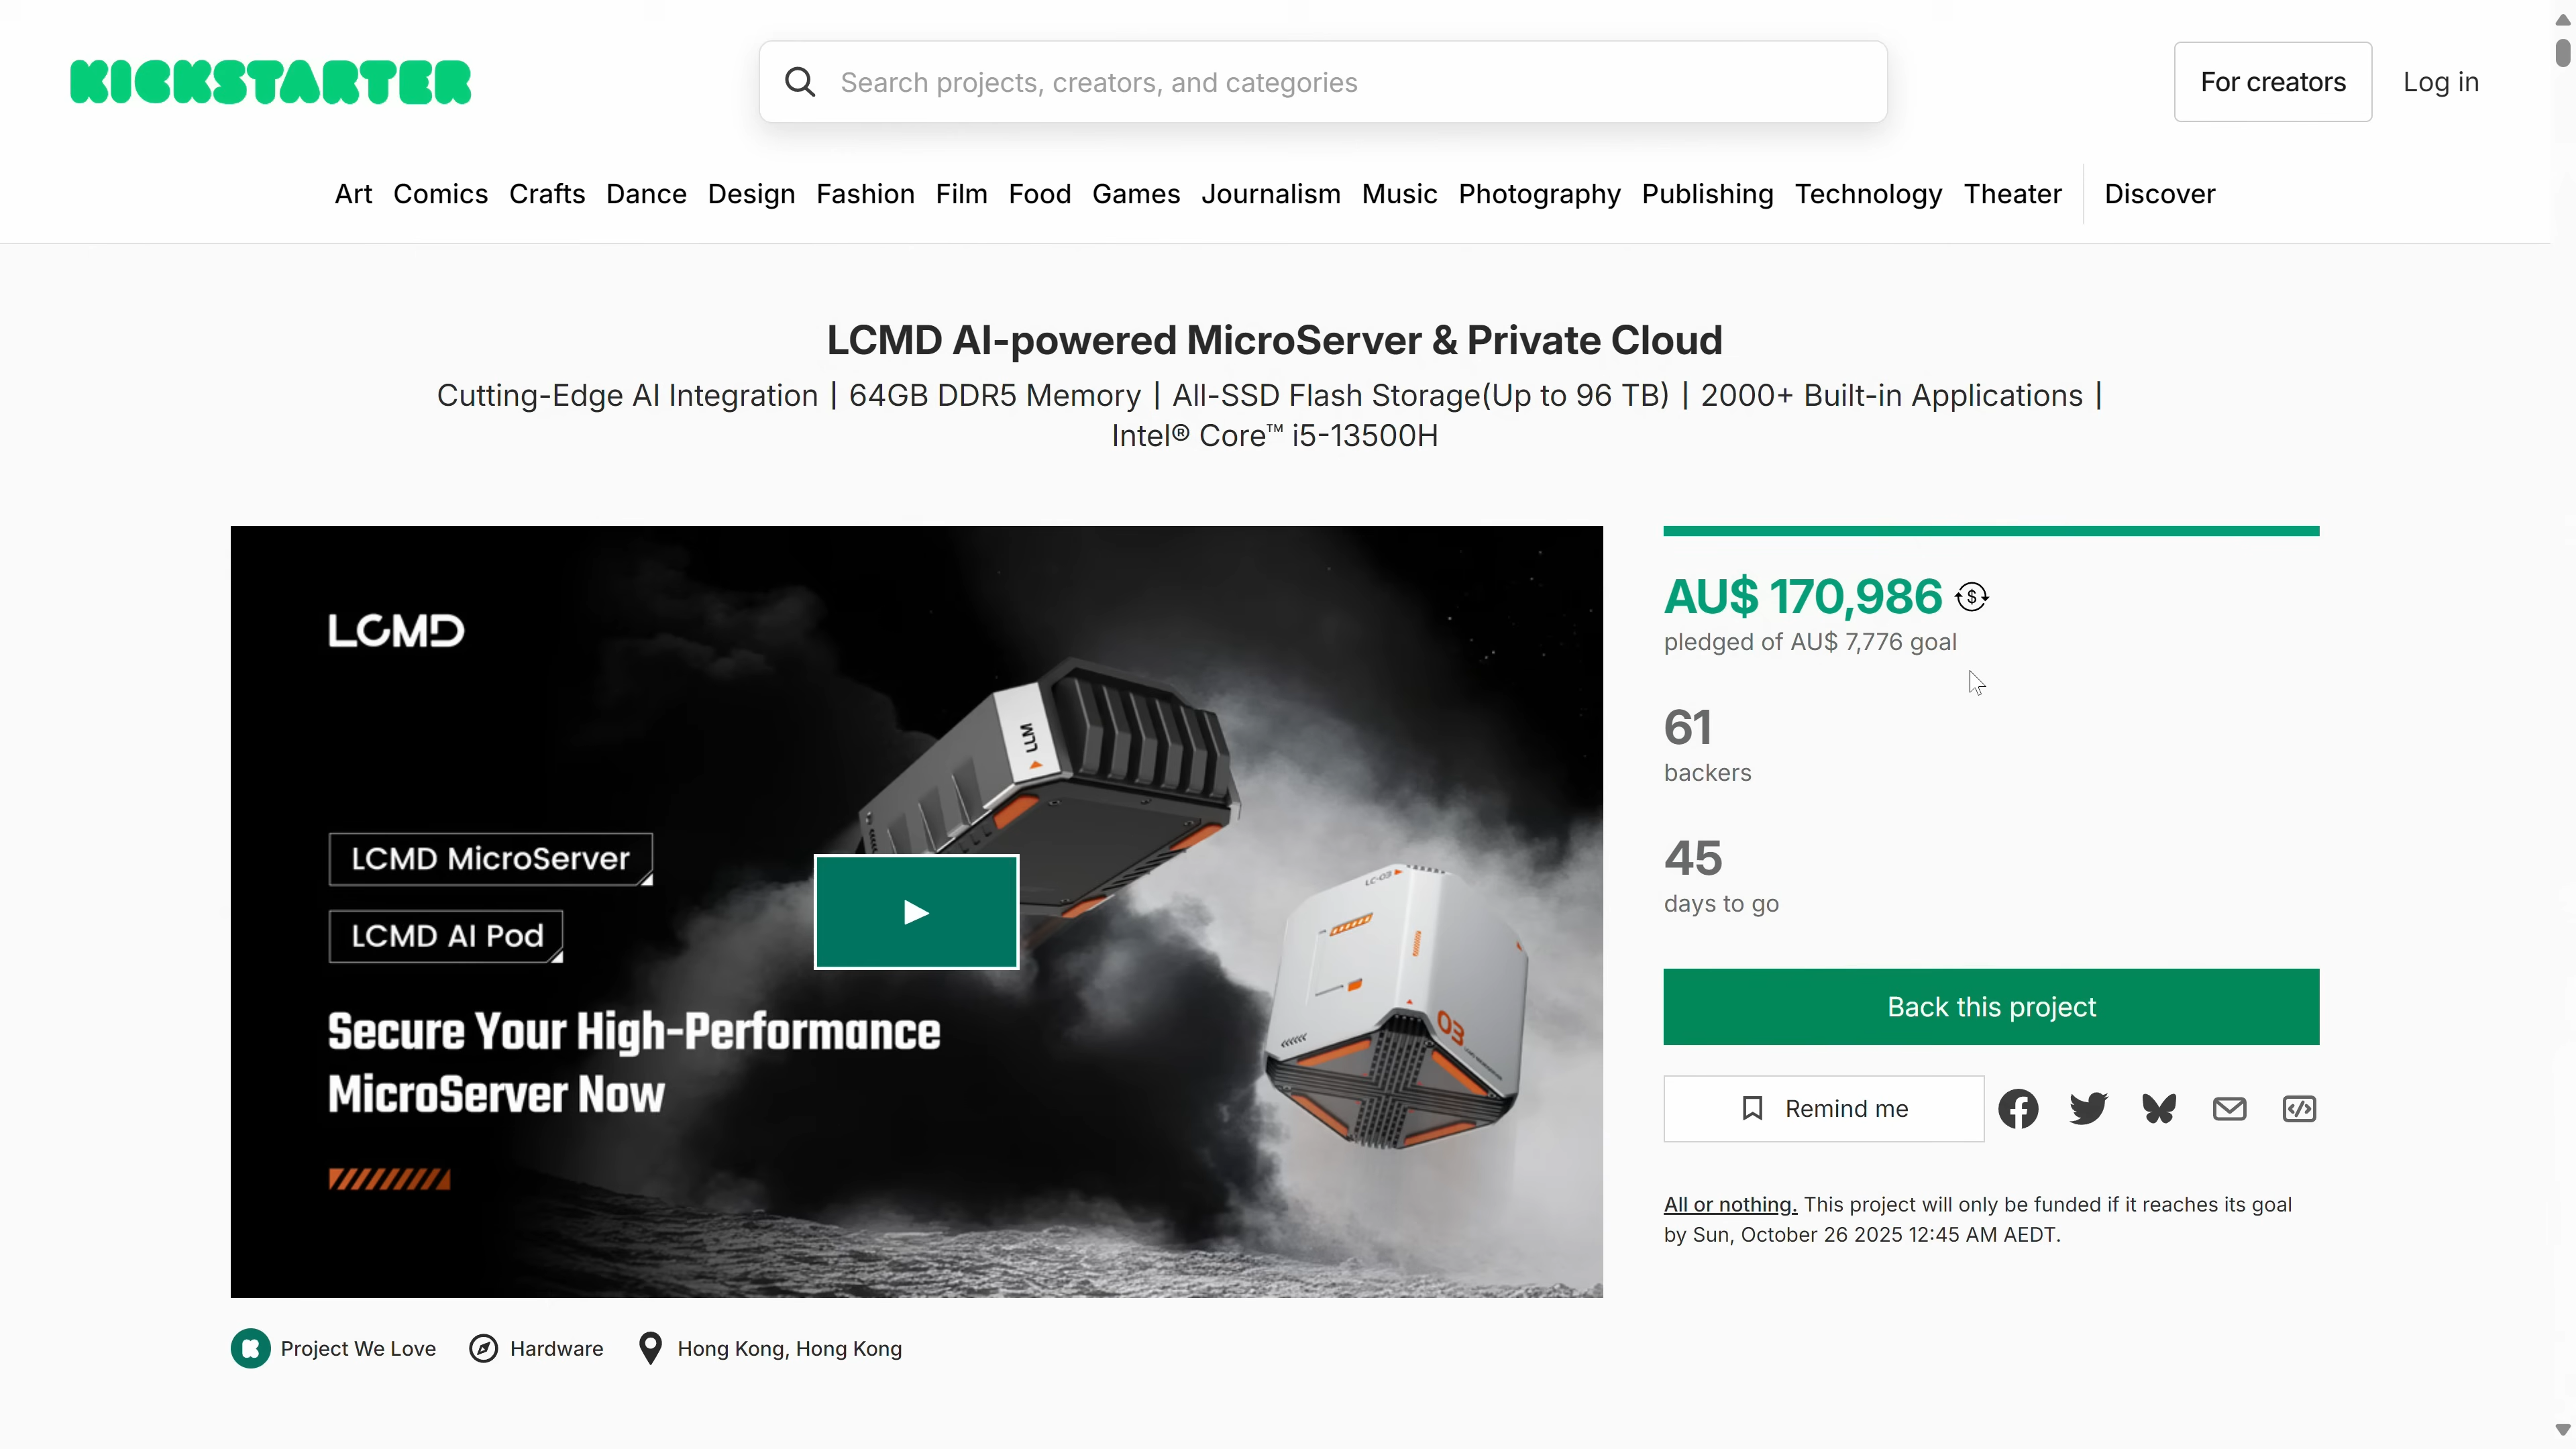 KICKSTARTER
Search projects, creators, and categories
For creators
Log in
Art Comics Crafts Dance Design Fashion Film Food Games Journalism Music Photography Publishing Technology Theater Discover
LCMD AI-powered MicroServer & Private Cloud
Cutting-Edge AI Integration | 64GB DDR5 Memory | All-SSD Flash Storage(Up to 96 TB) | 2000+ Built-in Applications |
Intel® Core™ i5-13500H
LCMD
LCMD MicroServer
LCMD AI Pod
Secure Your High-Performance
MicroServer Now
LC-03
03
AU$ 170,986
pledged of AU$ 7,776 goal
61
backers
45
days to go
Back this project
Remind me
All or nothing. This project will only be funded if it reaches its goal
by Sun, October 26 2025 12:45 AM AEDT.
Project We Love
Hardware
Hong Kong, Hong Kong